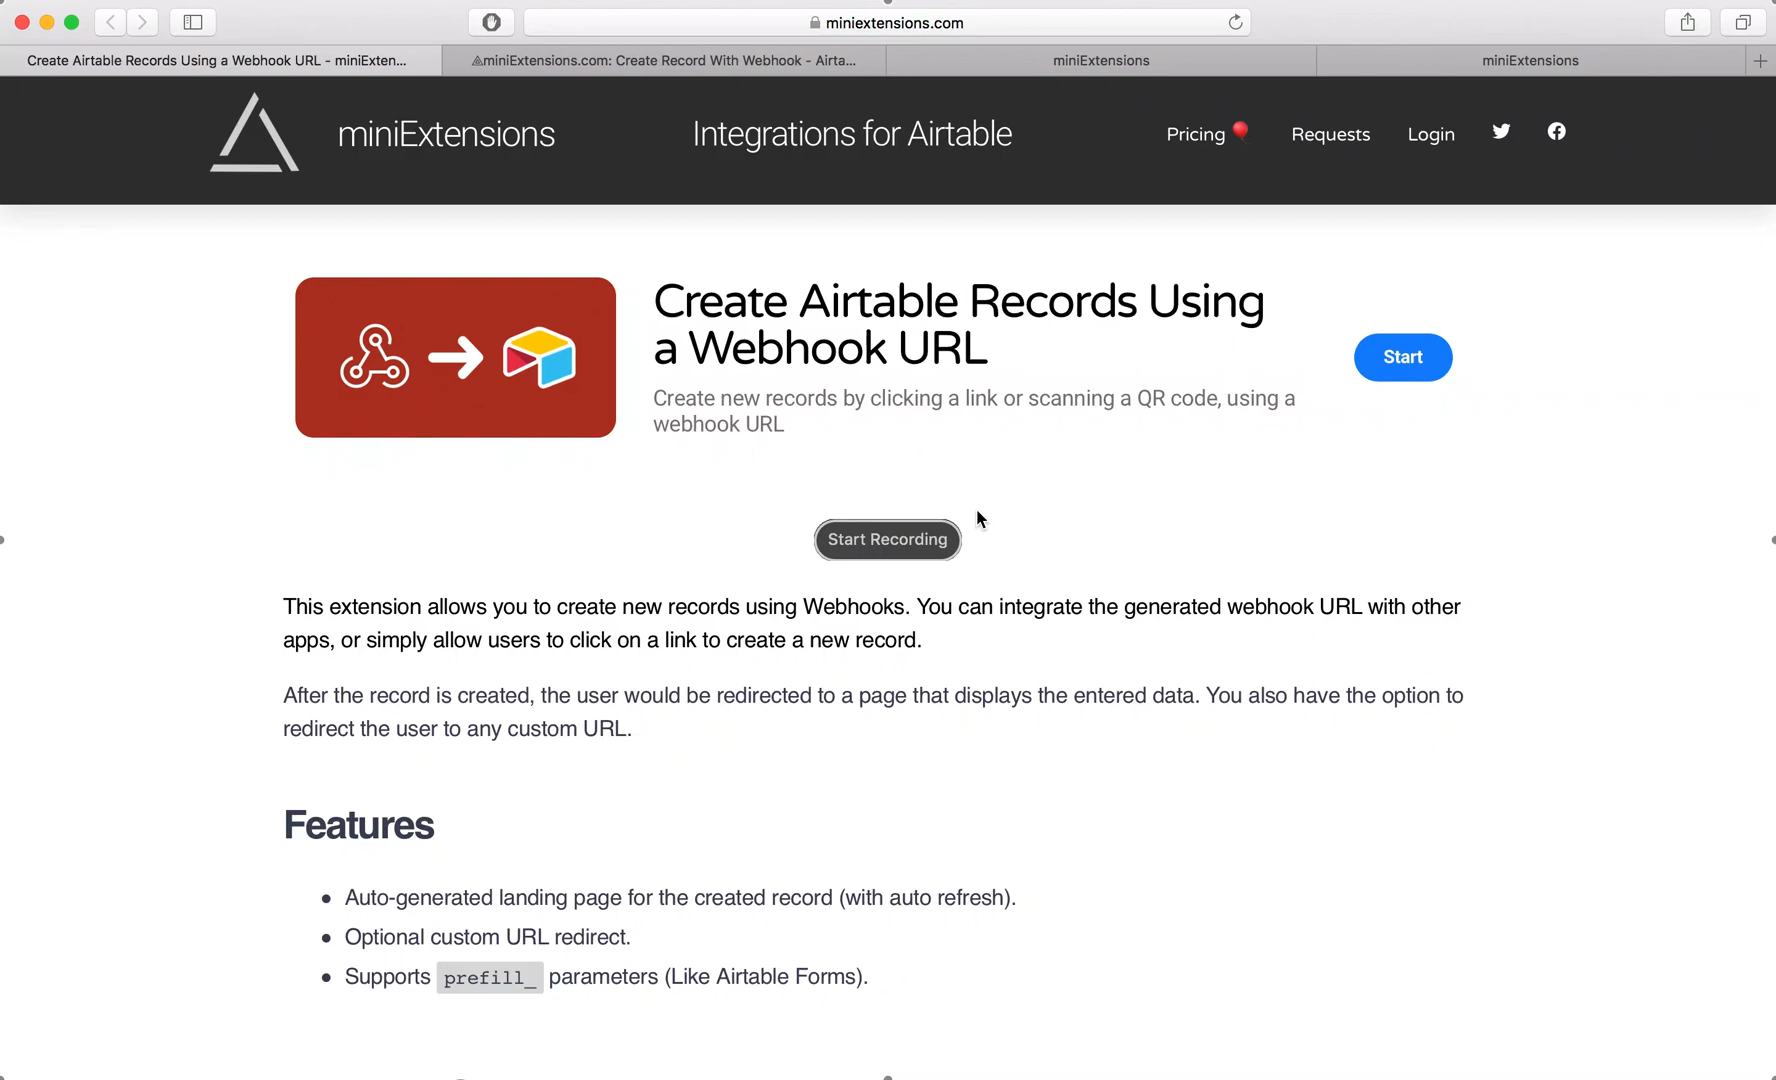 miniextensions.com
Create Airtable Records Using a Webhook URL - miniExten...
miniExtensions.com: Create Record With Webhook - Airta...
miniExtensions
miniExtensions
miniExtensions
Integrations for Airtable
Pricing
Requests
Login
Create Airtable Records Using
a Webhook URL
Start
Create new records by clicking a link or scanning a QR code, using a
webhook URL
Start Recording
This extension allows you to create new records using Webhooks. You can integrate the generated webhook URL with other
apps, or simply allow users to click on a link to create a new record.
After the record is created, the user would be redirected to a page that displays the entered data. You also have the option to
redirect the user to any custom URL.
Features
• Auto-generated landing page for the created record (with auto refresh).
• Optional custom URL redirect.
• Supports prefill_ parameters (Like Airtable Forms).